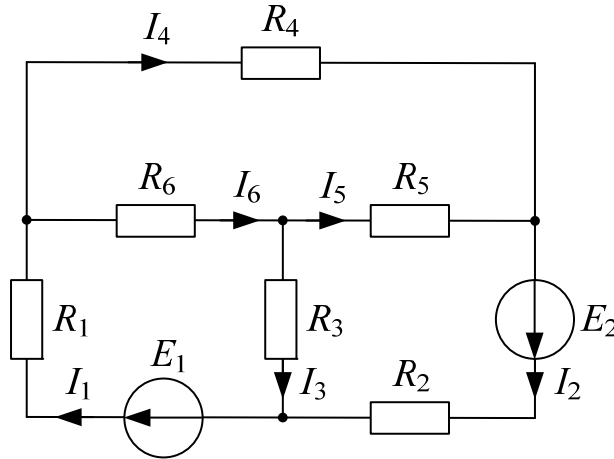 I₄ R₄
R₆ I₆ I₅ R₅
R₁ R₃ E₂
I₁ E₁ I₃ R₂ I₂